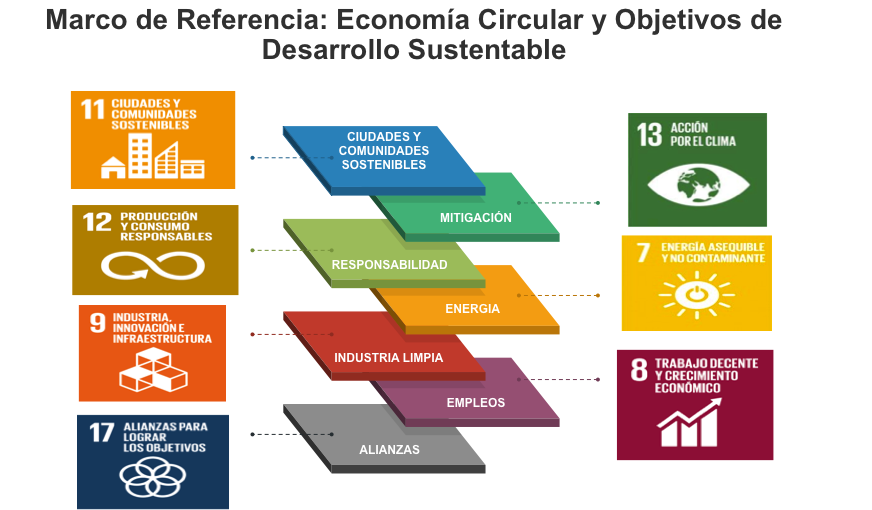 Marco de Referencia: Economía Circular y Objetivos de
Desarrollo Sustentable
11 CIUDADES Y
COMUNIDADES
SOSTENIBLES
12 PRODUCCIÓN
Y CONSUMO
RESPONSABLES
9 INDUSTRIA,
INNOVACIÓN E
INFRAESTRUCTURA
17 ALIANZAS PARA
LOGRAR
LOS OBJETIVOS
CIUDADES Y
COMUNIDADES
SOSTENIBLES
MITIGACIÓN
RESPONSABILIDAD
ENERGIA
INDUSTRIA LIMPIA
EMPLEOS
ALIANZAS
13 ACCIÓN
POR EL CLIMA
7 ENERGÍA ASEQUIBLE
Y NO CONTAMINANTE
8 TRABAJO DECENTE
Y CRECIMIENTO
ECONÓMICO